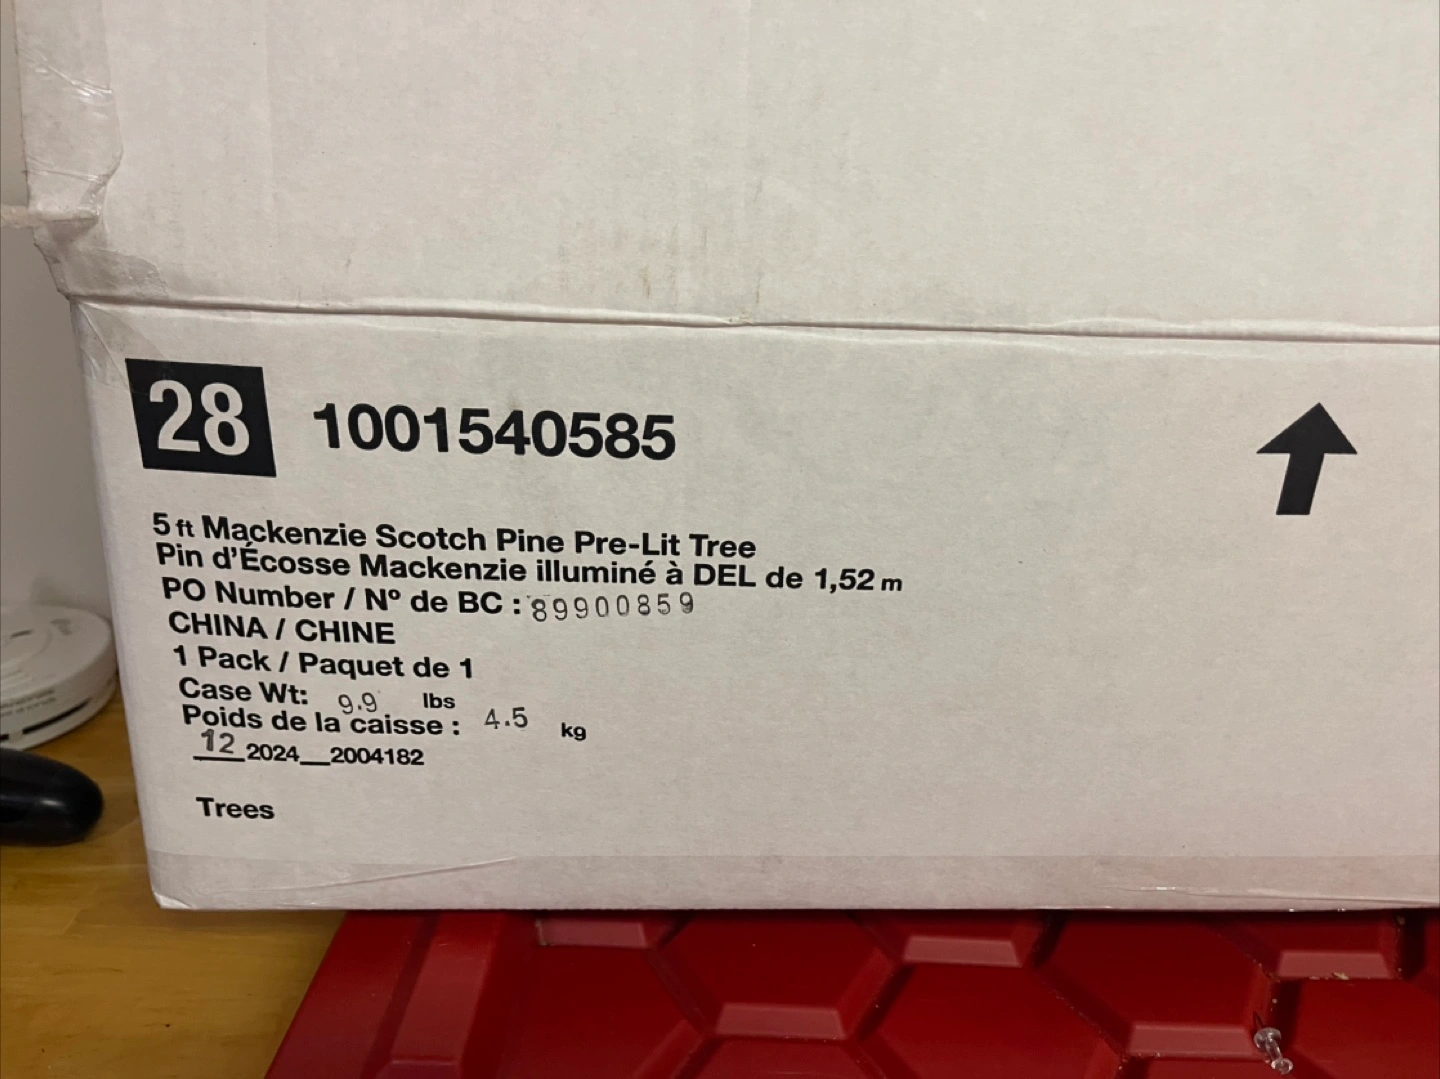 28 1001540585
5 ft Mackenzie Scotch Pine Pre-Lit Tree
Pin d'Écosse Mackenzie illuminé à DEL de 1,52 m
PO Number / Nº de BC : 89900859
CHINA / CHINE
1 Pack / Paquet de 1
Case Wt: 9.9 lbs
Poids de la caisse : 4.5 kg
12 2024__2004182
Trees